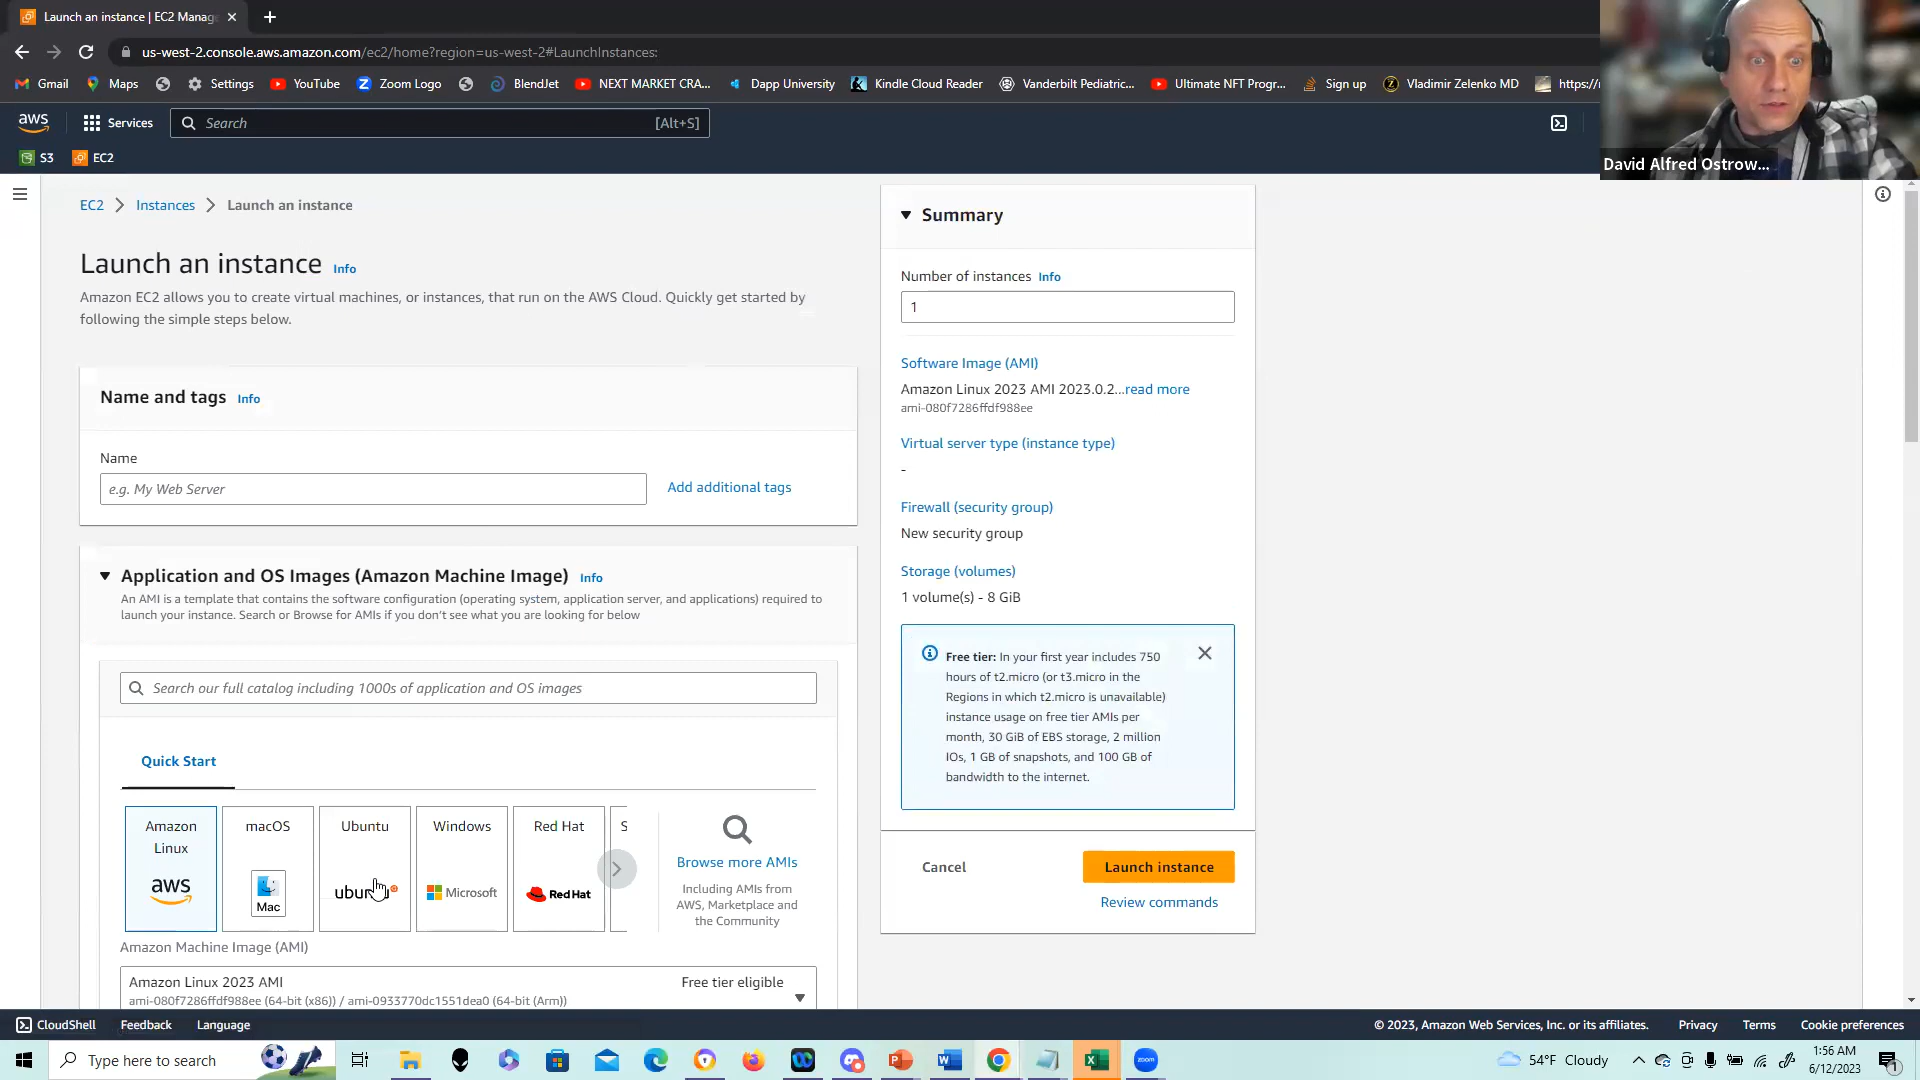 Launch an instance | EC2 Manag
us-west-2.console.aws.amazon.com/ec2/home?region=us-west-2#LaunchInstances:
Gmail Maps Settings YouTube Zoom Logo BlendJet NEXT MARKET CRA... Dapp University Kindle Cloud Reader Vanderbilt Pediatric... Ultimate NFT Progr... Sign up Vladimir Zelenko MD https://
aws Services Search [Alt+S]
David Alfred Ostrow...
S3 EC2
EC2 Instances Launch an instance
Launch an instance Info
Amazon EC2 allows you to create virtual machines, or instances, that run on the AWS Cloud. Quickly get started by
following the simple steps below.
Name and tags Info
Name
e.g. My Web Server
Add additional tags
Application and OS Images (Amazon Machine Image) Info
An AMI is a template that contains the software configuration (operating system, application server, and applications) required to
launch your instance. Search or Browse for AMIs if you don't see what you are looking for below
Search our full catalog including 1000s of application and OS images
Quick Start
Amazon
Linux
aws
macOS
Mac
Ubuntu
ubuntu
Windows
Microsoft
Red Hat
RedHat
S
Browse more AMIs
Including AMIs from
AWS, Marketplace and
the Community
Amazon Machine Image (AMI)
Amazon Linux 2023 AMI
Free tier eligible
ami-080f7286ffdf988ee (64-bit (x86)) / ami-0933770dc1551dea0 (64-bit (Arm))
Summary
Number of instances Info
1
Software Image (AMI)
Amazon Linux 2023 AMI 2023.0.2...read more
ami-080f7286ffdf988ee
Virtual server type (instance type)
-
Firewall (security group)
New security group
Storage (volumes)
1 volume(s) - 8 GiB
Free tier: In your first year includes 750
hours of t2.micro (or t3.micro in the
Regions in which t2.micro is unavailable)
instance usage on free tier AMIs per
month, 30 GiB of EBS storage, 2 million
IOs, 1 GB of snapshots, and 100 GB of
bandwidth to the internet.
Cancel
Launch instance
Review commands
CloudShell Feedback Language
© 2023, Amazon Web Services, Inc. or its affiliates. Privacy Terms Cookie preferences
Type here to search
zoom
54°F Cloudy
1:56 AM
6/12/2023
1